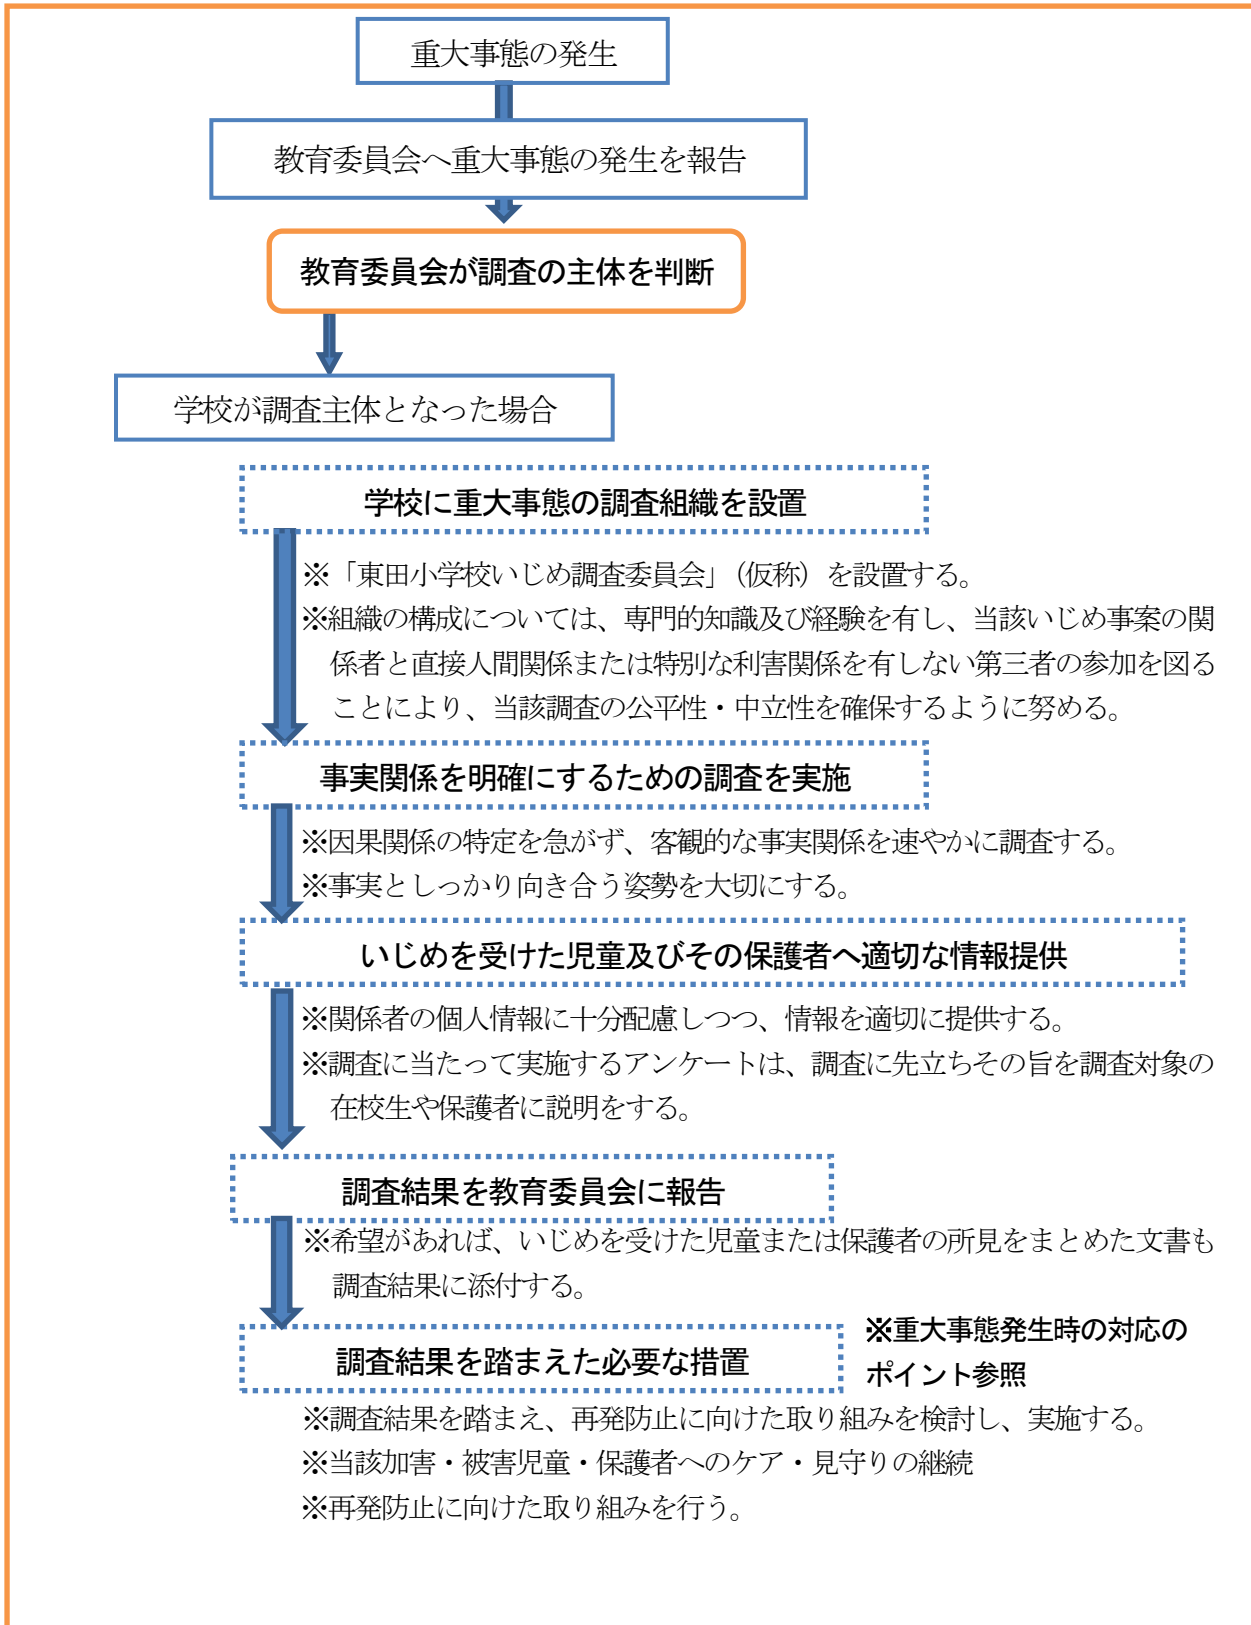 重大事態の発生
教育委員会へ重大事態の発生を報告
教育委員会が調査の主体を判断
学校が調査主体となった場合
学校に重大事態の調査組織を設置
※「東田小学校いじめ調査委員会」（仮称）を設置する。
※組織の構成については、専門的知識及び経験を有し、当該いじめ事案の関
係者と直接人間関係または特別な利害関係を有しない第三者の参加を図る
ことにより、当該調査の公平性・中立性を確保するように努める。
事実関係を明確にするための調査を実施
※因果関係の特定を急がず、客観的な事実関係を速やかに調査する。
※事実としっかり向き合う姿勢を大切にする。
いじめを受けた児童及びその保護者へ適切な情報提供
※関係者の個人情報に十分配慮しつつ、情報を適切に提供する。
※調査に当たって実施するアンケートは、調査に先立ちその旨を調査対象の
在校生や保護者に説明をする。
調査結果を教育委員会に報告
※希望があれば、いじめを受けた児童または保護者の所見をまとめた文書も
調査結果に添付する。
調査結果を踏まえた必要な措置
※重大事態発生時の対応の
ポイント参照
※調査結果を踏まえ、再発防止に向けた取り組みを検討し、実施する。
※当該加害・被害児童・保護者へのケア・見守りの継続
※再発防止に向けた取り組みを行う。